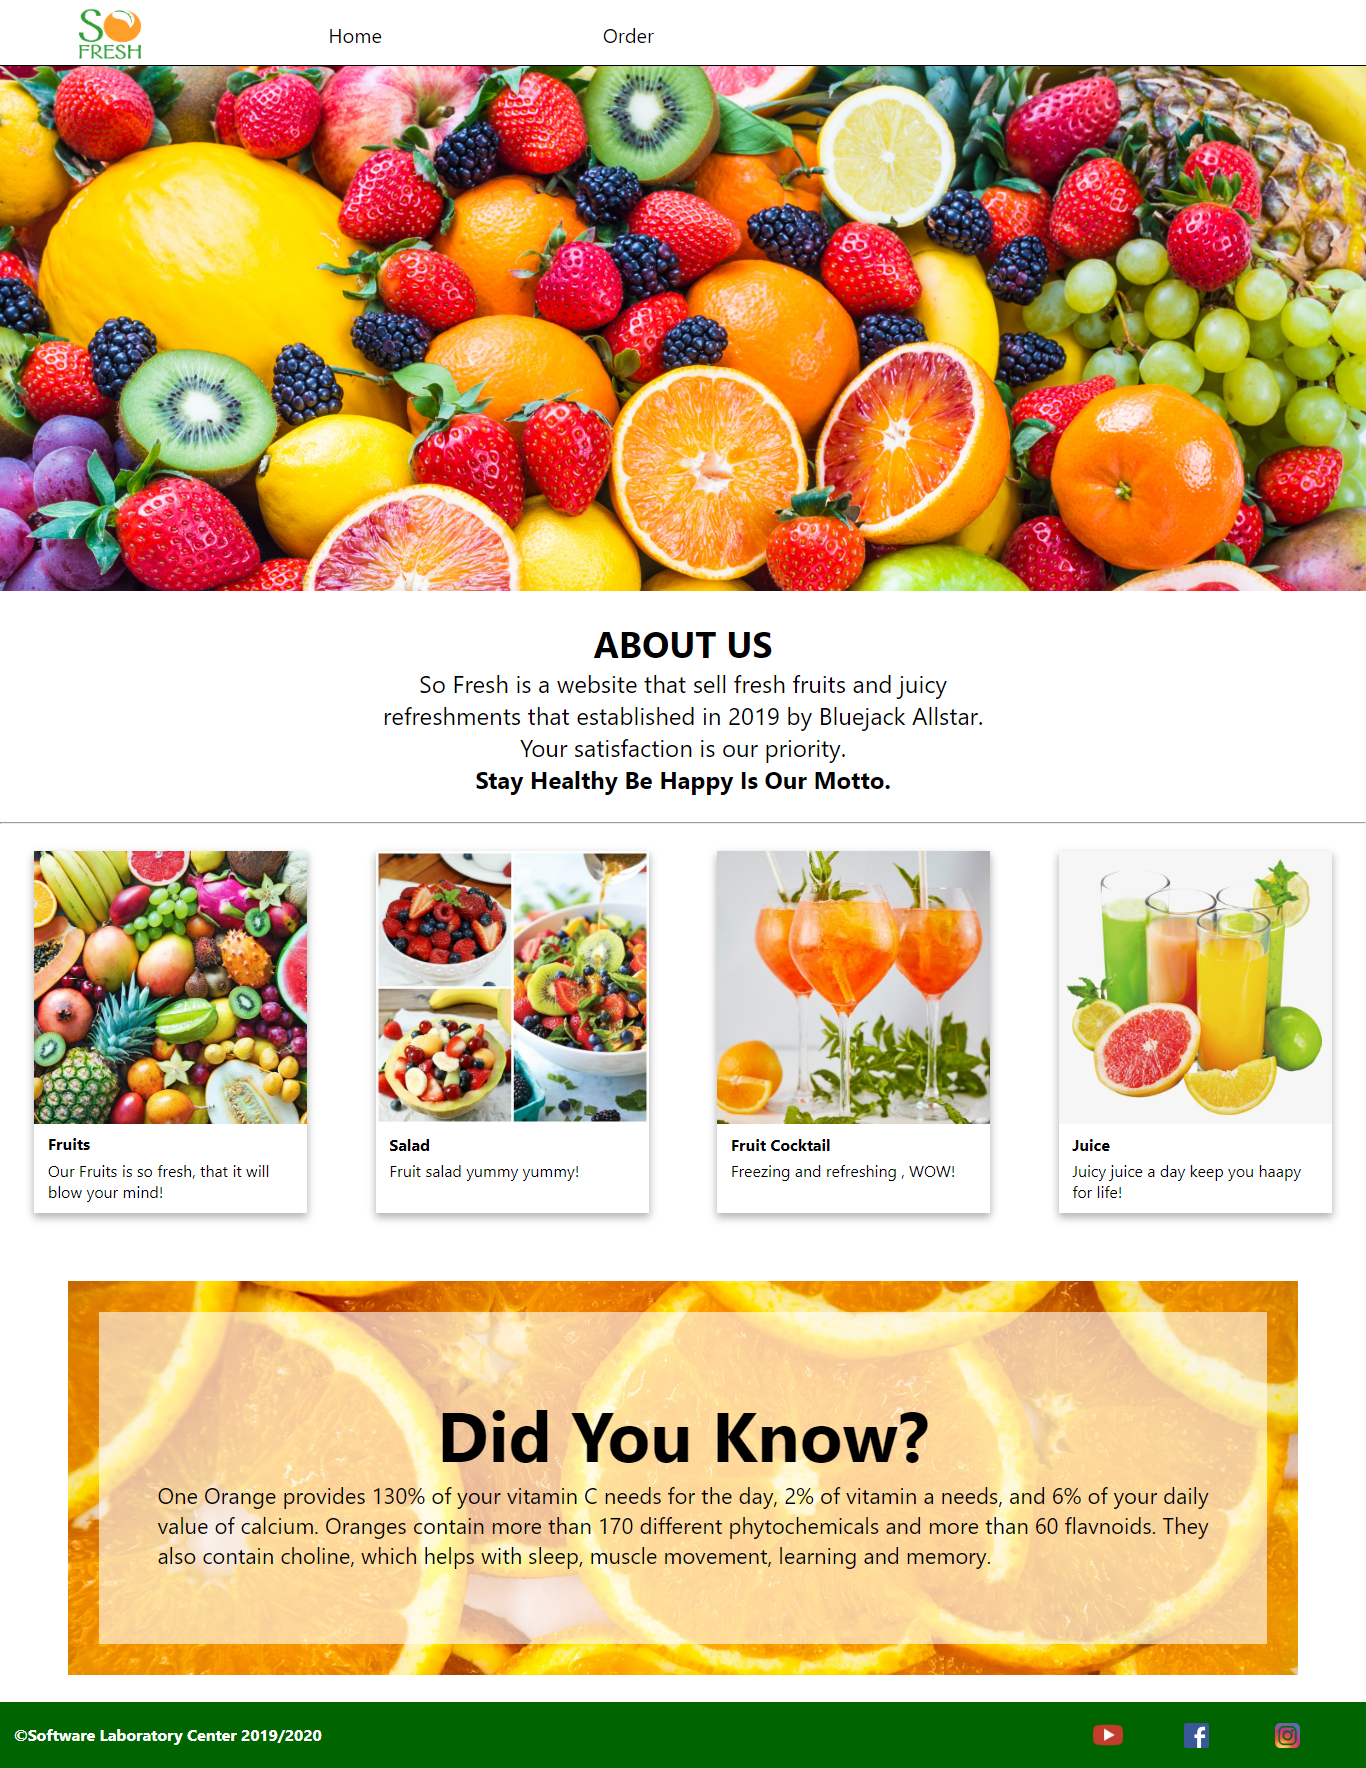 SO
FRESH
Home
Order
ABOUT US
So Fresh is a website that sell fresh fruits and juicy
refreshments that established in 2019 by Bluejack Allstar.
Your satisfaction is our priority.
Stay Healthy Be Happy Is Our Motto.
Fruits
Our Fruits is so fresh, that it will
blow your mind!
Salad
Fruit salad yummy yummy!
Fruit Cocktail
Freezing and refreshing , WOW!
Juice
Juicy juice a day keep you haapy
for life!
Did You Know?
One Orange provides 130% of your vitamin C needs for the day, 2% of vitamin a needs, and 6% of your daily
value of calcium. Oranges contain more than 170 different phytochemicals and more than 60 flavnoids. They
also contain choline, which helps with sleep, muscle movement, learning and memory.
©Software Laboratory Center 2019/2020